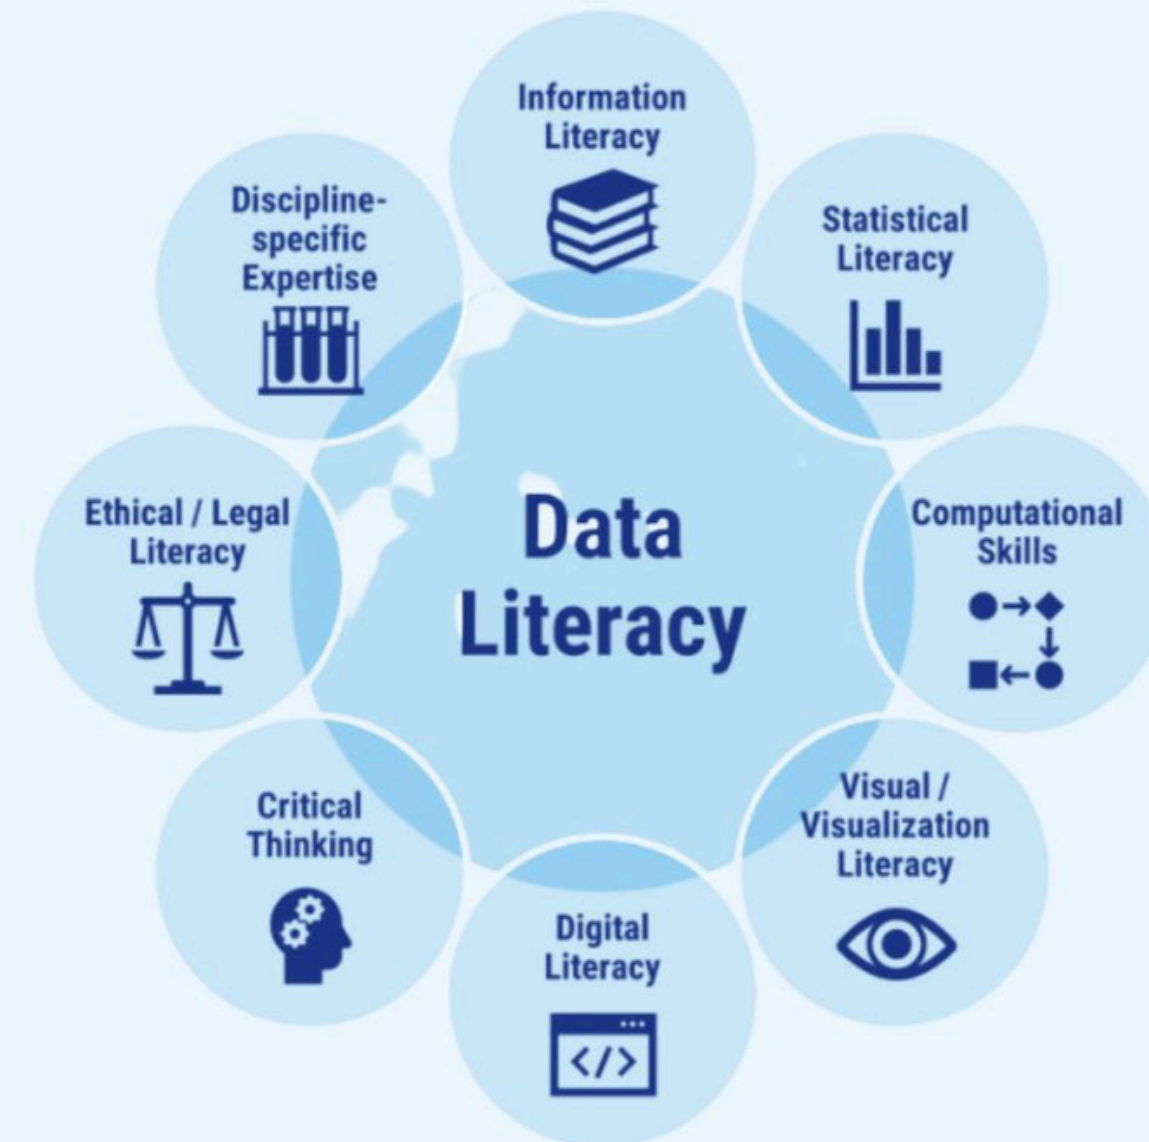 Information
Literacy
Statistical
Literacy
Computational
Skills
Visual /
Visualization
Literacy
Digital
Literacy
</>
Critical
Thinking
Ethical / Legal
Literacy
Discipline-
specific
Expertise
Data
Literacy